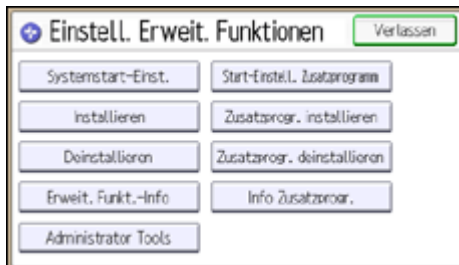 Einstell. Erweit. Funktionen
Verlassen
Systemstart-Einst.
Start-Einstell. Zusatzprogramm
Installieren
Zusatzprogr. installieren
Deinstallieren
Zusatzprogr. deinstallieren
Erweit. Funkt.-Info
Info Zusatzprogr.
Administrator Tools